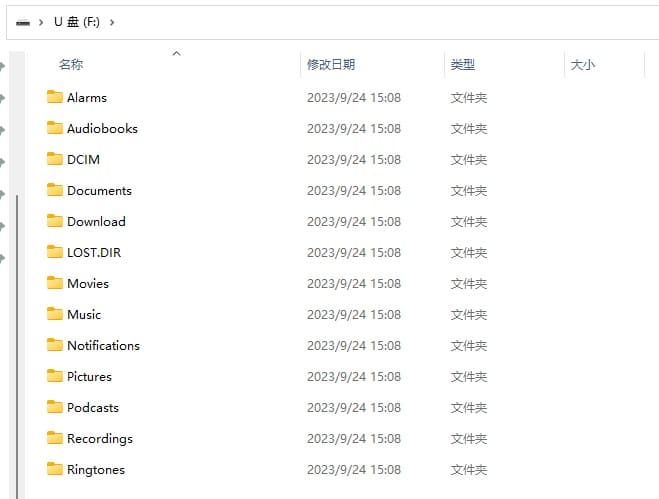 U 盘 (F:)
名称 修改日期 类型 大小
Alarms 2023/9/24 15:08 文件夹
Audiobooks 2023/9/24 15:08 文件夹
DCIM 2023/9/24 15:08 文件夹
Documents 2023/9/24 15:08 文件夹
Download 2023/9/24 15:08 文件夹
LOST.DIR 2023/9/24 15:08 文件夹
Movies 2023/9/24 15:08 文件夹
Music 2023/9/24 15:08 文件夹
Notifications 2023/9/24 15:08 文件夹
Pictures 2023/9/24 15:08 文件夹
Podcasts 2023/9/24 15:08 文件夹
Recordings 2023/9/24 15:08 文件夹
Ringtones 2023/9/24 15:08 文件夹